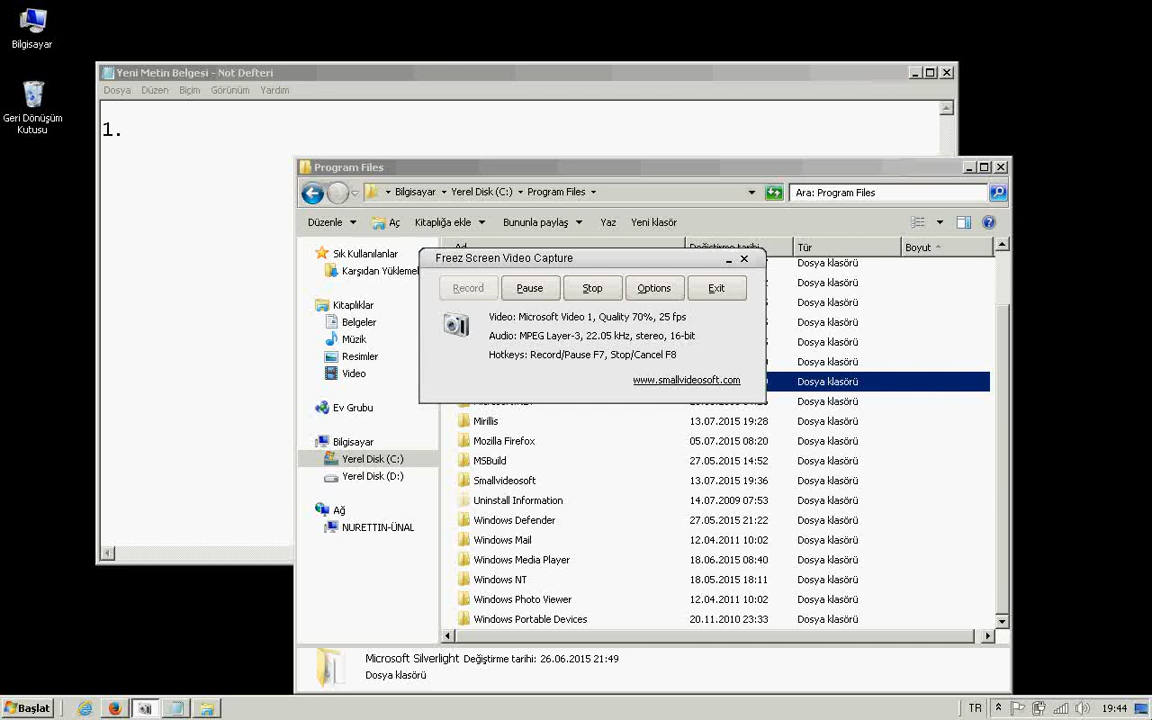 Bilgisayar
Geri Dönüşüm
Kutusu
Yeni Metin Belgesi - Not Defteri
Dosya Düzen Biçim Görünüm Yardım
1.
Program Files
Bilgisayar Yerel Disk (C:) Program Files
Ara: Program Files
Düzenle Aç Kitaplığa ekle Bununla paylaş Yaz Yeni klasör
Sık Kullanılanlar
Karşıdan Yüklemel
Kitaplıklar
Belgeler
Müzik
Resimler
Video
Ev Grubu
Bilgisayar
Yerel Disk (C:)
Yerel Disk (D:)
Ağ
NURETTIN-ÜNAL
Ad Değiştirme tarihi Tür Boyut
Dosya klasörü
Dosya klasörü
Dosya klasörü
Dosya klasörü
Dosya klasörü
Dosya klasörü
Dosya klasörü
Dosya klasörü
Mirillis 13.07.2015 19:28 Dosya klasörü
Mozilla Firefox 05.07.2015 08:20 Dosya klasörü
MSBuild 27.05.2015 14:52 Dosya klasörü
Smallvideosoft 13.07.2015 19:36 Dosya klasörü
Uninstall Information 14.07.2009 07:53 Dosya klasörü
Windows Defender 27.05.2015 21:22 Dosya klasörü
Windows Mail 12.04.2011 10:02 Dosya klasörü
Windows Media Player 18.06.2015 08:40 Dosya klasörü
Windows NT 18.05.2015 18:11 Dosya klasörü
Windows Photo Viewer 12.04.2011 10:02 Dosya klasörü
Windows Portable Devices 20.11.2010 23:33 Dosya klasörü
Freez Screen Video Capture
Record Pause Stop Options Exit
Video: Microsoft Video 1, Quality 70%, 25 fps
Audio: MPEG Layer-3, 22.05 kHz, stereo, 16-bit
Hotkeys: Record/Pause F7, Stop/Cancel F8
www.smallvideosoft.com
Microsoft Silverlight Değiştirme tarihi: 26.06.2015 21:49
Dosya klasörü
Başlat
TR
19:44